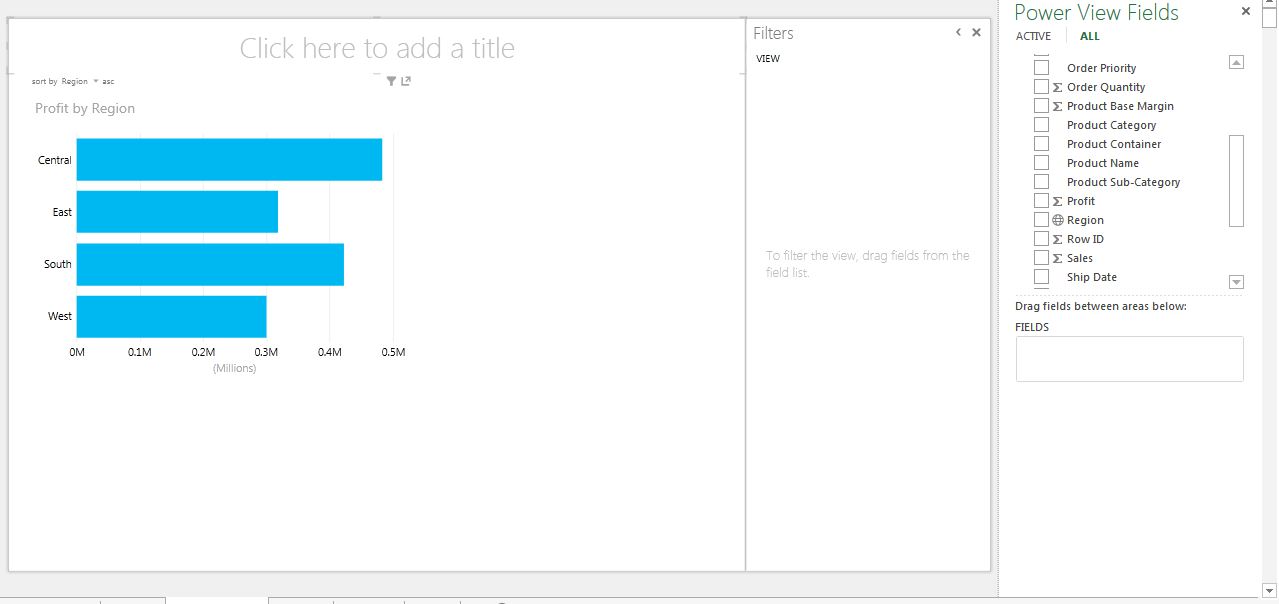 Click here to add a title
sort by Region asc
Profit by Region
Central
East
South
West
0M 0.1M 0.2M 0.3M 0.4M 0.5M
(Millions)
Filters
VIEW
To filter the view, drag fields from the
field list.
Power View Fields
ACTIVE ALL
Order Priority
Σ Order Quantity
Σ Product Base Margin
Product Category
Product Container
Product Name
Product Sub-Category
Σ Profit
Region
Σ Row ID
Σ Sales
Ship Date
Drag fields between areas below:
FIELDS